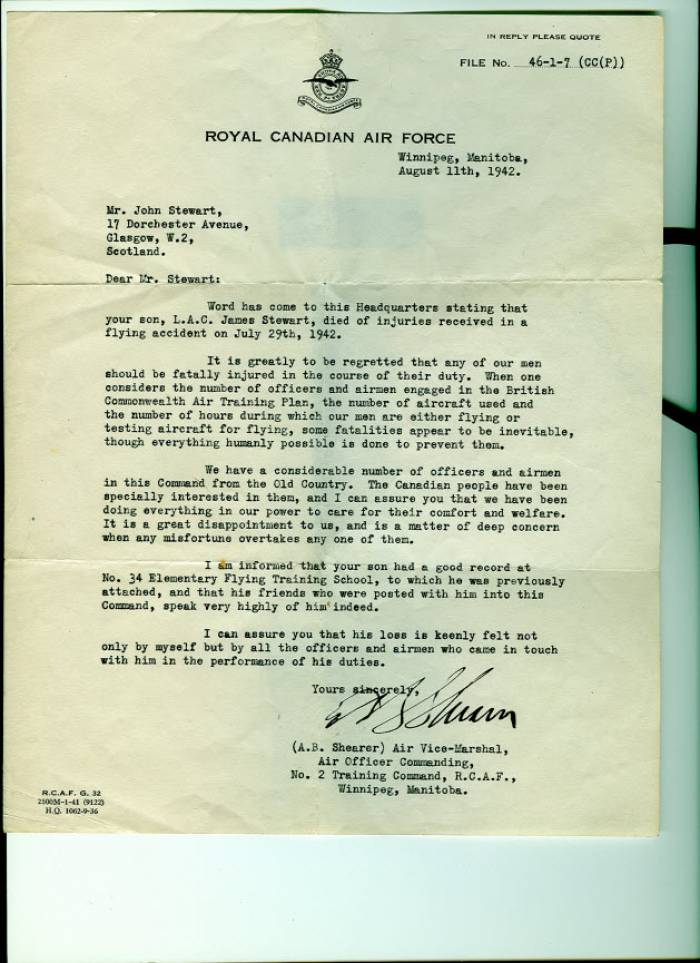 IN REPLY PLEASE QUOTE
FILE No. 46-1-7 (CC(P))
ROYAL CANADIAN AIR FORCE
Winnipeg, Manitoba,
August 11th, 1942.
Mr. John Stewart,
17 Dorchester Avenue,
Glasgow, W.2,
Scotland.
Dear Mr. Stewart:
Word has come to this Headquarters stating that
your son, L.A.C. James Stewart, died of injuries received in a
flying accident on July 29th, 1942.
It is greatly to be regretted that any of our men
should be fatally injured in the course of their duty. When one
considers the number of officers and airmen engaged in the British
Commonwealth Air Training Plan, the number of aircraft used and
the number of hours during which our men are either flying or
testing aircraft for flying, some fatalities appear to be inevitable,
though everything humanly possible is done to prevent them.
We have a considerable number of officers and airmen
in this Command from the Old Country. The Canadian people have been
specially interested in them, and I can assure you that we have been
doing everything in our power to care for their comfort and welfare.
It is a great disappointment to us, and is a matter of deep concern
when any misfortune overtakes any one of them.
I am informed that your son had a good record at
No. 34 Elementary Flying Training School, to which he was previously
attached, and that his friends who were posted with him into this
Command, speak very highly of him indeed.
I can assure you that his loss is keenly felt not
only by myself but by all the officers and airmen who came in touch
with him in the performance of his duties.
Yours sincerely,
(A.B. Shearer) Air Vice-Marshal,
Air Officer Commanding,
No. 2 Training Command, R.C.A.F.,
Winnipeg, Manitoba.
R.C.A.F. G. 32
H.Q. 1062-9-36